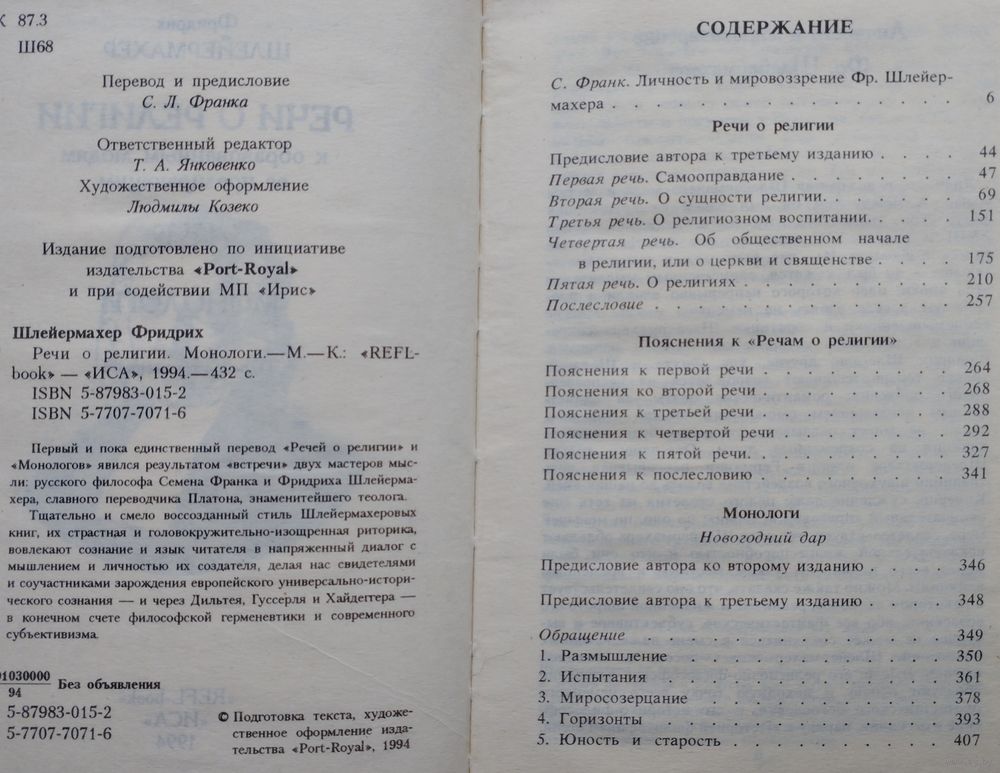 К 87.3
Ш68
Перевод и предисловие
С. Л. Франка
Ответственный редактор
Т. А. Янковенко
Художественное оформление
Людмилы Козеко
Издание подготовлено по инициативе
издательства «Port-Royal»
и при содействии МП «Ирис»
Шлейермахер Фридрих
Речи о религии. Монологи.—М.—К.: «REFL-
book» — «ИСА», 1994.—432 с.
ISBN 5-87983-015-2
ISBN 5-7707-7071-6
Первый и пока единственный перевод «Речей о религии» и
«Монологов» явился результатом «встречи» двух мастеров мыс-
ли: русского философа Семена Франка и Фридриха Шлейерма-
хера, славного переводчика Платона, знаменитейшего теолога.
Тщательно и смело воссозданный стиль Шлейермахеровых
книг, их страстная и головокружительно-изощренная риторика,
вовлекают сознание и язык читателя в напряженный диалог с
мышлением и личностью их создателя, делая нас свидетелями
и соучастниками зарождения европейского универсально-истори-
ческого сознания — и через Дильтея, Гуссерля и Хайдеггера —
в конечном счете философской герменевтики и современного
субъективизма.
01030000
94
Без объявления
5-87983-015-2
5-7707-7071-6
© Подготовка текста, художе-
ственное оформление изда-
тельства «Port-Royal», 1994
СОДЕРЖАНИЕ
С. Франк. Личность и мировоззрение Фр. Шлейер-
махера . . . . . . . . . . . . . . . 6
Речи о религии
Предисловие автора к третьему изданию . . . . 44
Первая речь. Самооправдание . . . . . . . . 47
Вторая речь. О сущности религии. . . . . . . 69
Третья речь. О религиозном воспитании. . . . . 151
Четвертая речь. Об общественном начале
в религии, или о церкви и священстве . . . . 175
Пятая речь. О религиях . . . . . . . . . . 210
Послесловие . . . . . . . . . . . . . . 257
Пояснения к «Речам о религии»
Пояснения к первой речи . . . . . . . . . 264
Пояснения ко второй речи . . . . . . . . . 268
Пояснения к третьей речи . . . . . . . . . 288
Пояснения к четвертой речи . . . . . . . . 292
Пояснения к пятой речи. . . . . . . . . . 327
Пояснения к послесловию . . . . . . . . . 341
Монологи
Новогодний дар
Предисловие автора ко второму изданию . . . . 346
Предисловие автора к третьему изданию . . . . 348
Обращение . . . . . . . . . . . . . . 349
1. Размышление . . . . . . . . . . . . 350
2. Испытания . . . . . . . . . . . . . 361
3. Миросозерцание . . . . . . . . . . . 378
4. Горизонты . . . . . . . . . . . . . 393
5. Юность и старость . . . . . . . . . . 407